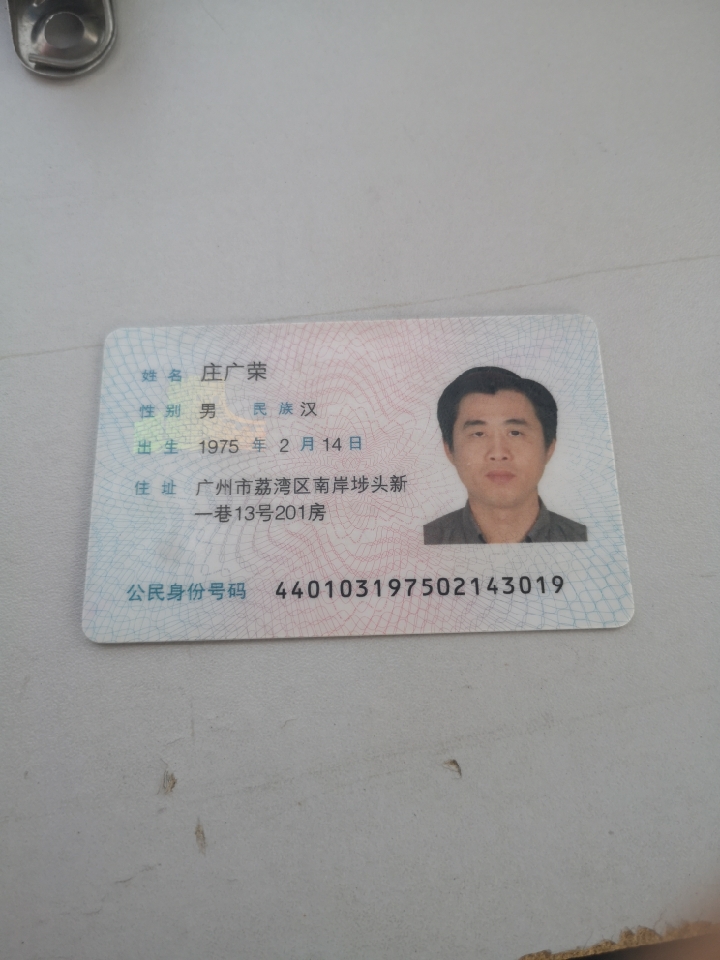 姓名 庄广荣
性别 男 民族 汉
出生 1975 年 2 月 14 日
住址 广州市荔湾区南岸埗头新
一巷13号201房
公民身份号码 440103197502143019